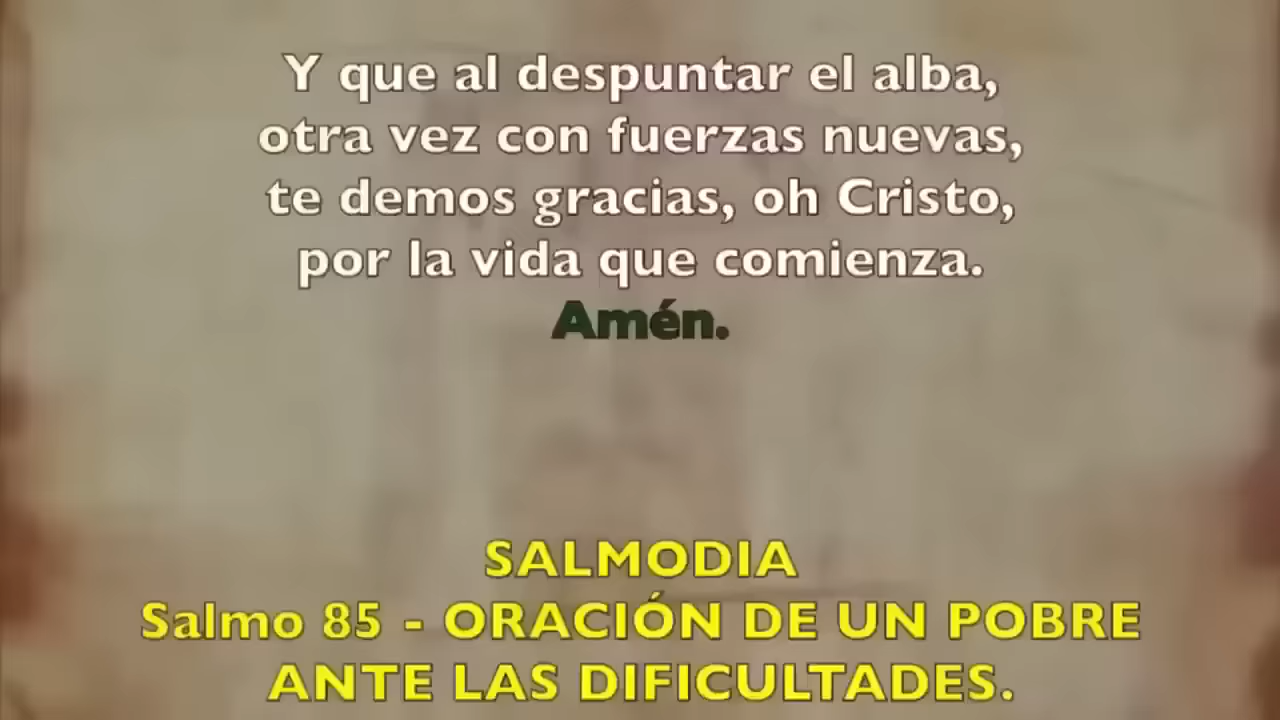 Y que al despuntar el alba,
otra vez con fuerzas nuevas,
te demos gracias, oh Cristo,
por la vida que comienza.
Amén.
SALMODIA
Salmo 85 - ORACIÓN DE UN POBRE
ANTE LAS DIFICULTADES.